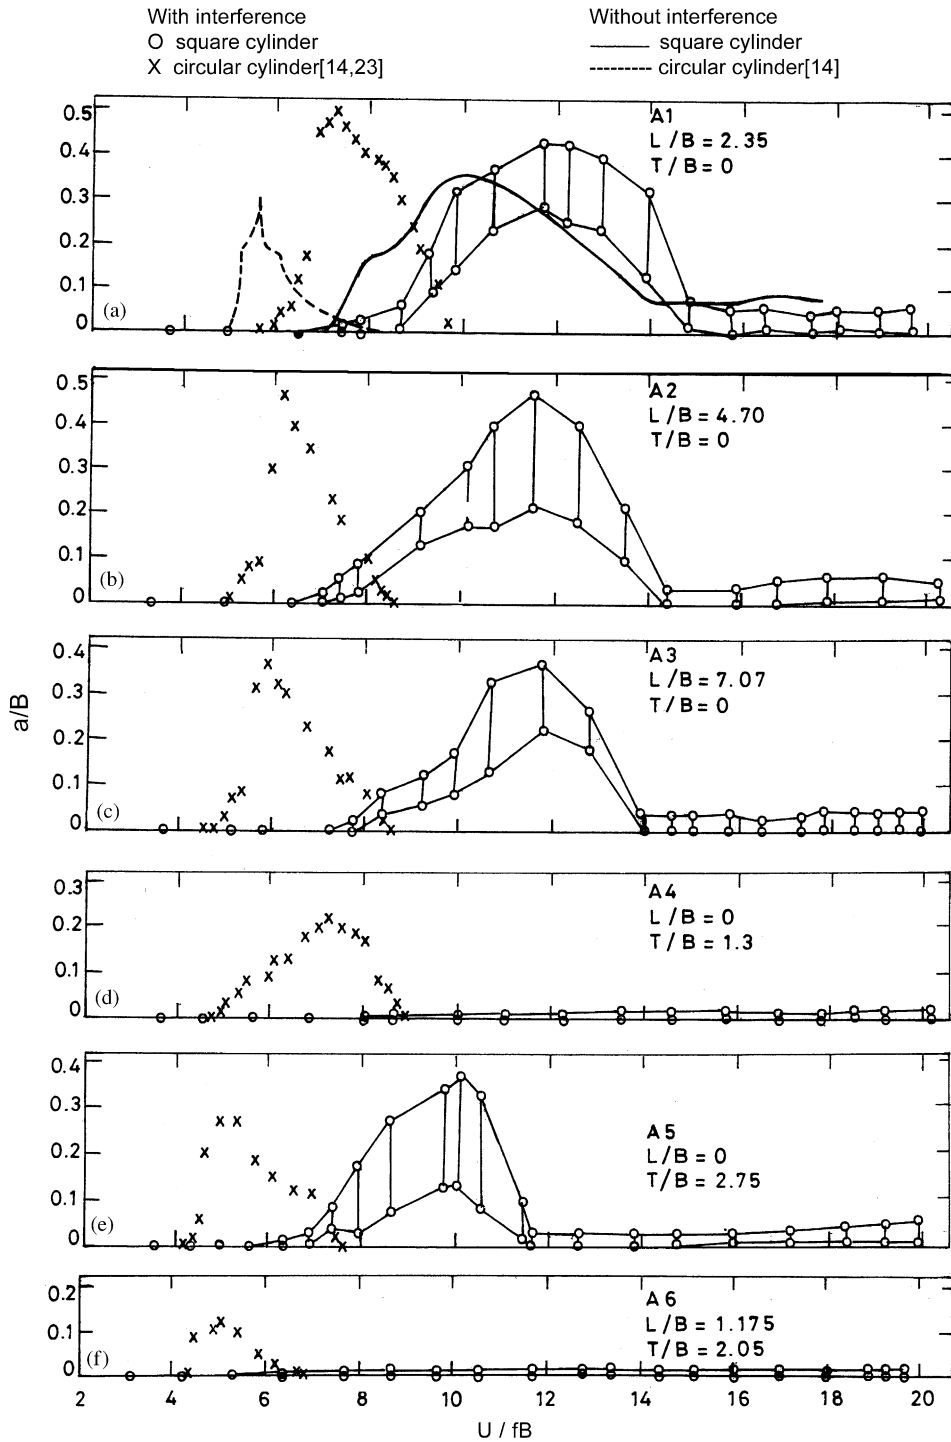 With interference
O square cylinder
X circular cylinder[14,23]
Without interference
square cylinder
circular cylinder[14]
0.5
0.4
0.3
0.2
0.1
0
(a)
A1
L/B = 2.35
T/B = 0
0.5
0.4
0.3
0.2
0.1
0
(b)
A2
L/B = 4.70
T/B = 0
a/B
0.4
0.3
0.2
0.1
0
(c)
A3
L/B = 7.07
T/B = 0
0.3
0.2
0.1
0
(d)
A4
L/B = 0
T/B = 1.3
0.4
0.3
0.2
0.1
0
(e)
A5
L/B = 0
T/B = 2.75
0.2
0.1
0
(f)
A6
L/B = 1.175
T/B = 2.05
2 4 6 8 10 12 14 16 18 20
U / fB